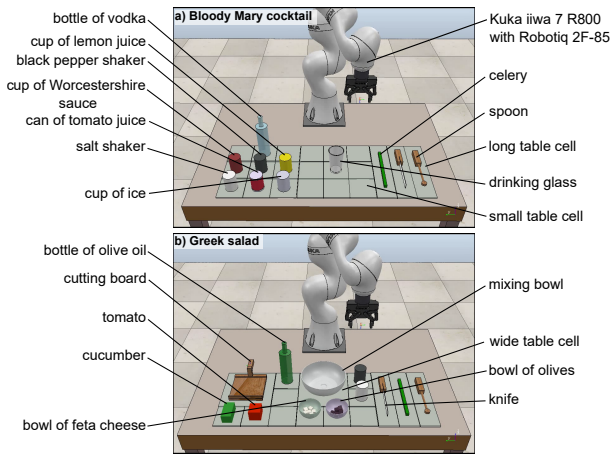 a) Bloody Mary cocktail
bottle of vodka
cup of lemon juice
black pepper shaker
cup of Worcestershire
sauce
can of tomato juice
salt shaker
cup of ice
Kuka iiwa 7 R800
with Robotiq 2F-85
celery
spoon
long table cell
drinking glass
small table cell
b) Greek salad
bottle of olive oil
cutting board
tomato
cucumber
bowl of feta cheese
mixing bowl
wide table cell
bowl of olives
knife